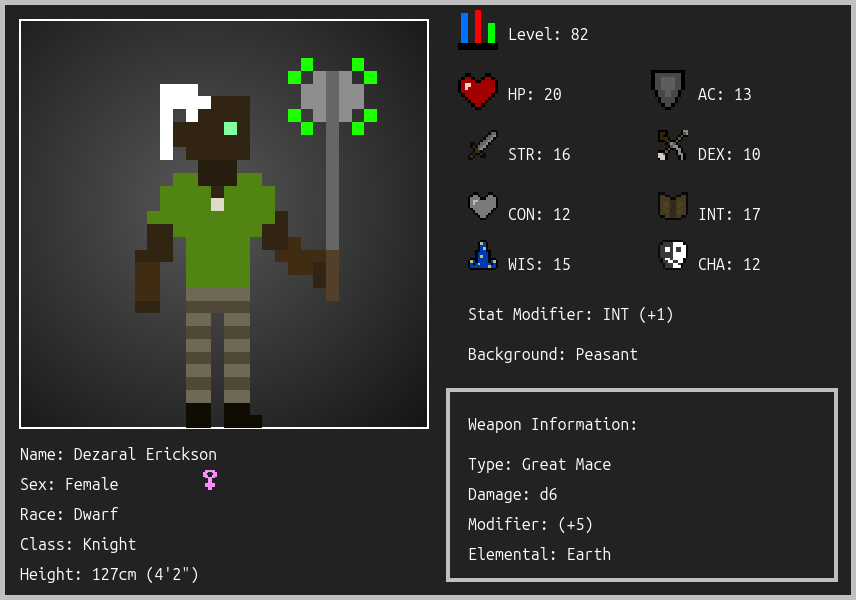 Level: 82
HP: 20
AC: 13
STR: 16
DEX: 10
CON: 12
INT: 17
WIS: 15
CHA: 12
Stat Modifier: INT (+1)
Background: Peasant
Weapon Information:
Type: Great Mace
Damage: d6
Modifier: (+5)
Elemental: Earth
Name: Dezaral Erickson
Sex: Female
Race: Dwarf
Class: Knight
Height: 127cm (4'2")